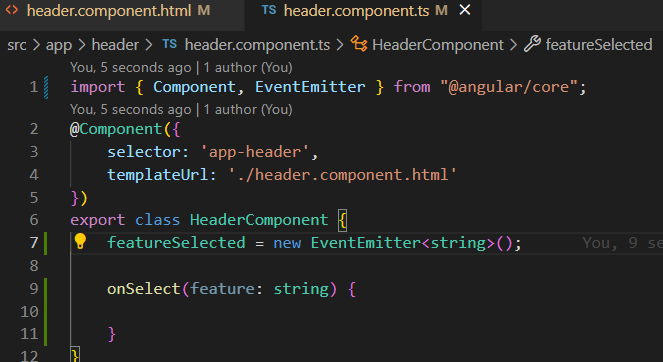 header.component.html M
TS header.component.ts M ×
src > app > header > TS header.component.ts > HeaderComponent > featureSelected
You, 5 seconds ago | 1 author (You)
1 import { Component, EventEmitter } from "@angular/core";
You, 5 seconds ago | 1 author (You)
2 @Component({
3     selector: 'app-header',
4     templateUrl: './header.component.html'
5 })
6 export class HeaderComponent {
7     featureSelected = new EventEmitter<string>(); You, 9 se
8
9     onSelect(feature: string) {
10
11     }
12 }